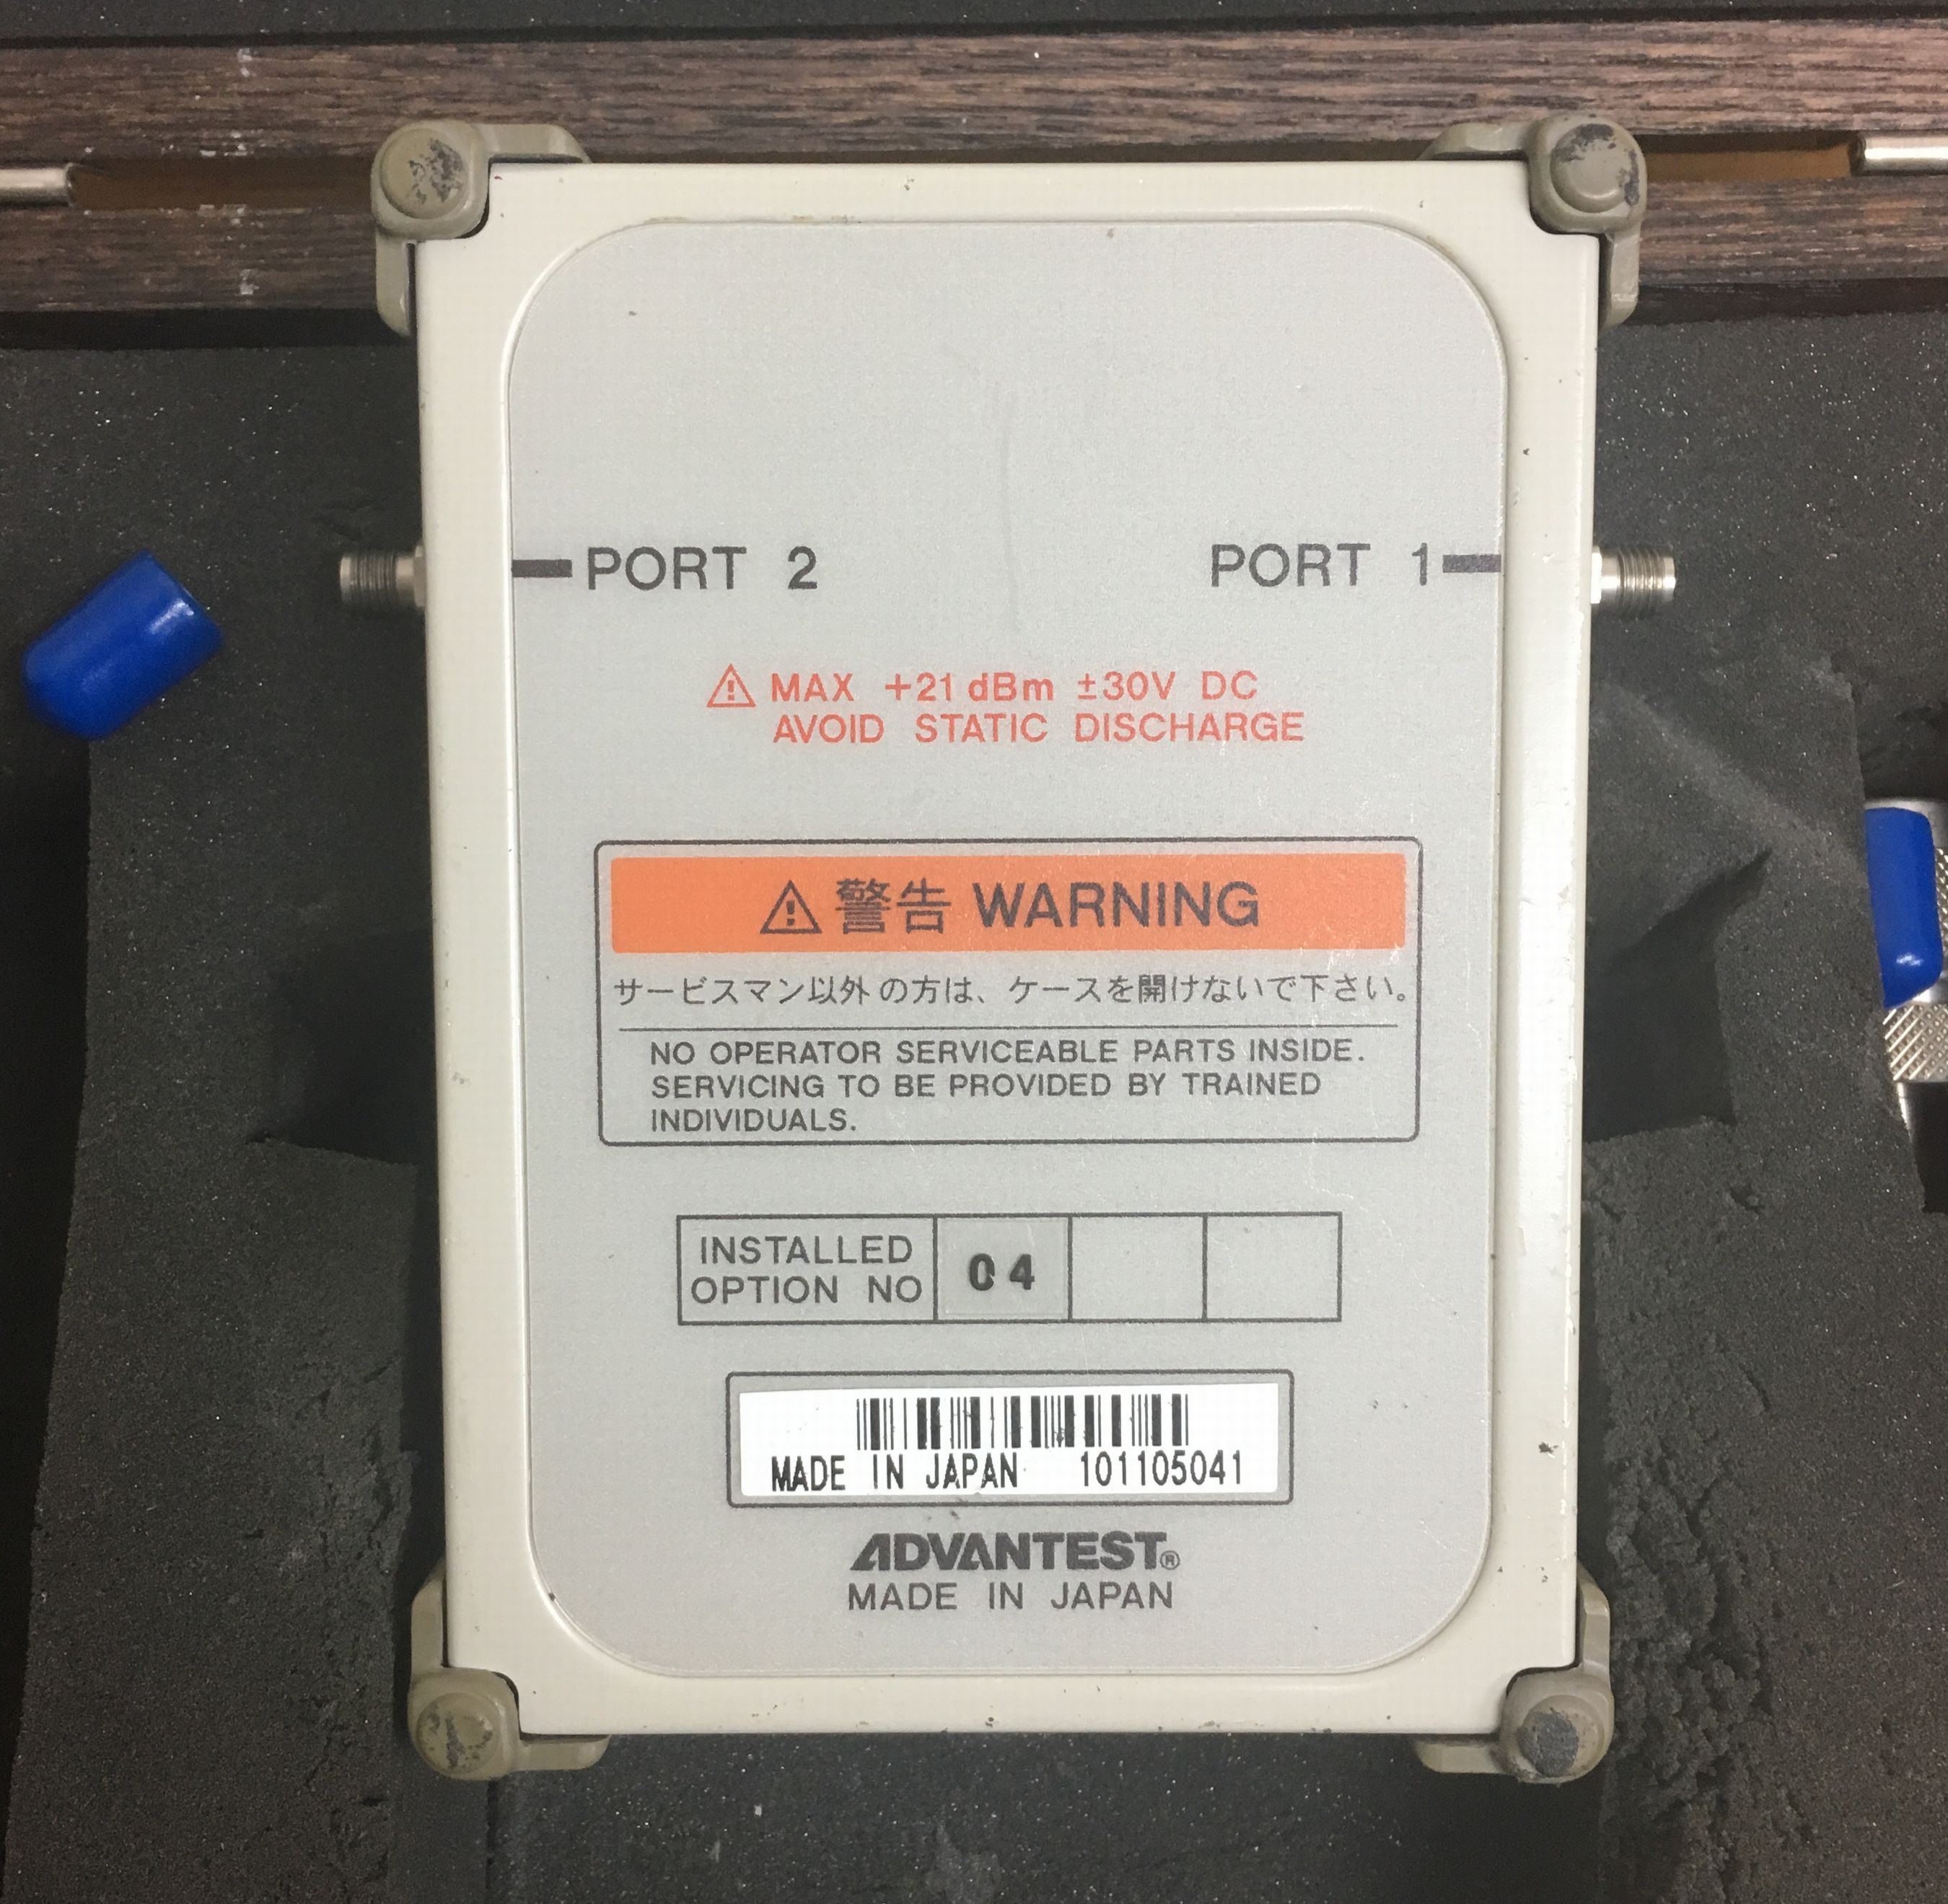 PORT 2 PORT 1
MAX +21 dBm ±30V DC
AVOID STATIC DISCHARGE
警告 WARNING
サービスマン以外の方は、ケースを開けないで下さい。
NO OPERATOR SERVICEABLE PARTS INSIDE.
SERVICING TO BE PROVIDED BY TRAINED
INDIVIDUALS.
INSTALLED
OPTION NO
04
MADE IN JAPAN 101105041
ADVANTEST®
MADE IN JAPAN